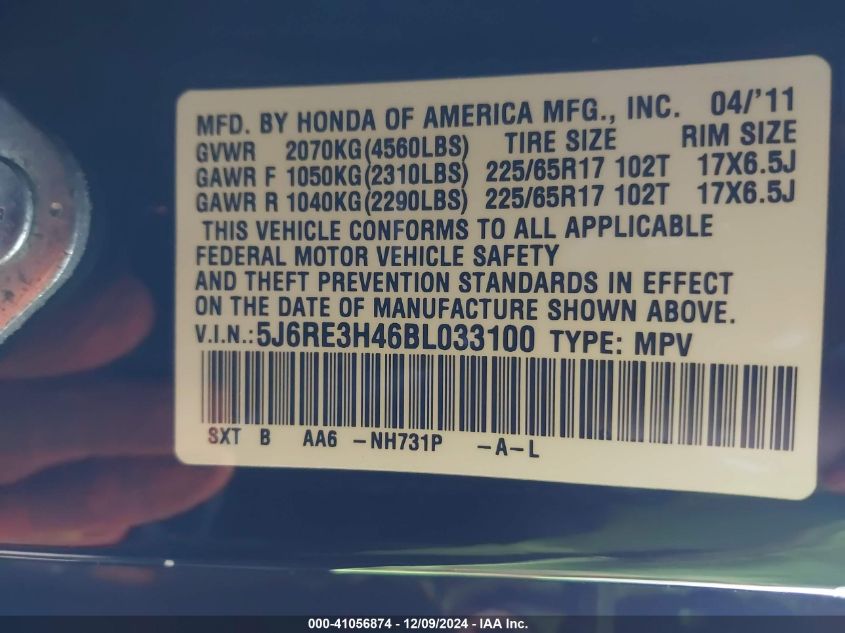 MFD. BY HONDA OF AMERICA MFG., INC. 04/'11
GVWR 2070KG(4560LBS) TIRE SIZE RIM SIZE
GAWR F 1050KG(2310LBS) 225/65R17 102T 17X6.5J
GAWR R 1040KG(2290LBS) 225/65R17 102T 17X6.5J
THIS VEHICLE CONFORMS TO ALL APPLICABLE
FEDERAL MOTOR VEHICLE SAFETY
AND THEFT PREVENTION STANDARDS IN EFFECT
ON THE DATE OF MANUFACTURE SHOWN ABOVE.
V.I.N.:5J6RE3H46BL033100 TYPE: MPV
SXT B AA6 -NH731P -A-L
000-41056874 - 12/09/2024 - IAA Inc.